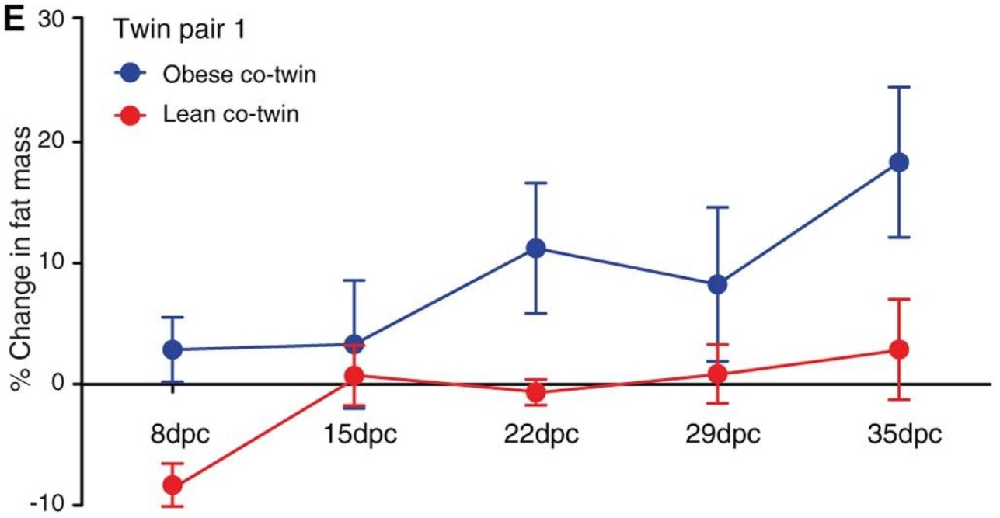 E
Twin pair 1
Obese co-twin
Lean co-twin
% Change in fat mass
30
20
10
0
-10
8dpc 15dpc 22dpc 29dpc 35dpc